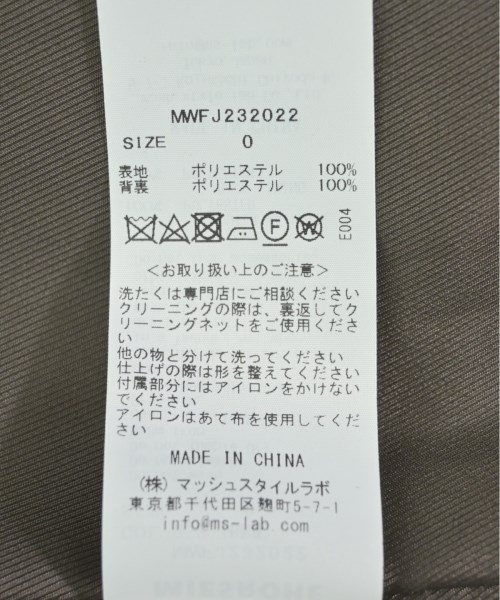 MWFJ232022
SIZE 0
表地 ポリエステル 100%
背裏 ポリエステル 100%
F W
E004
<お取り扱い上のご注意>
洗たくは専門店にご相談ください
クリーニングの際は、裏返してク
リーニングネットをご使用くださ
い
他の物と分けて洗ってください
仕上げの際は形を整えてください
付属部分にはアイロンをかけない
でください
アイロンはあて布を使用してくだ
さい
MADE IN CHINA
(株) マッシュスタイルラボ
東京都千代田区麹町5-7-1
info@ms-lab.com